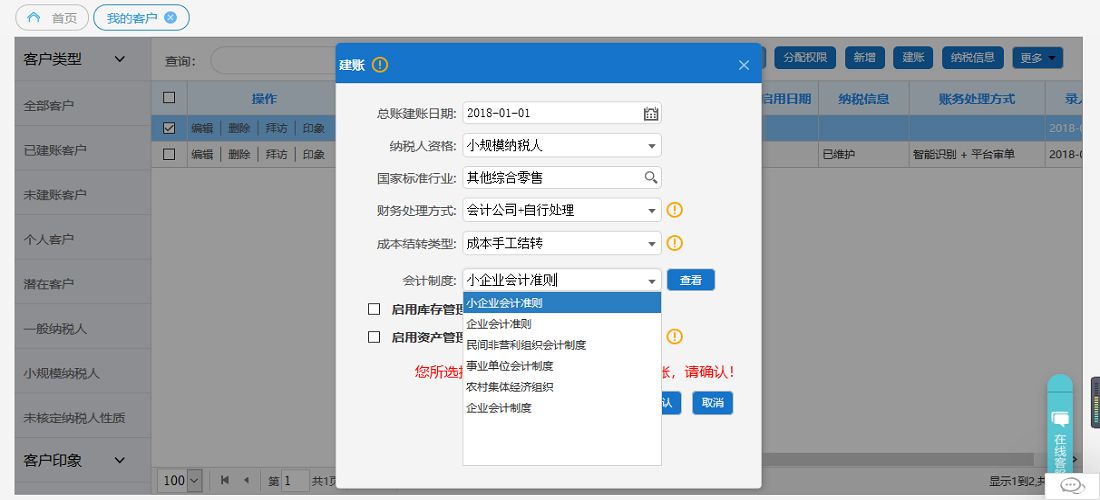 首页 我的客户
客户类型
全部客户
已建账客户
未建账客户
个人客户
潜在客户
一般纳税人
小规模纳税人
未核定纳税人性质
客户印象
查询:
分配权限 新增 建账 纳税信息 更多
操作 启用日期 纳税信息 账务处理方式
编辑 删除 拜访 印象 2018-0
编辑 删除 拜访 印象 已维护 智能识别 + 平台审单 2018-0
建账
总账建账日期: 2018-01-01
纳税人资格: 小规模纳税人
国家标准行业: 其他综合零售
财务处理方式: 会计公司+自行处理
成本结转类型: 成本手工结转
会计制度: 小企业会计准则 查看
小企业会计准则
企业会计准则
民间非营利组织会计制度
事业单位会计制度
农村集体经济组织
企业会计制度
启用库存管理
启用资产管理
您所选 账，请确认！
认 取消
100 第 1 共1 显示1到2,共
在线客服